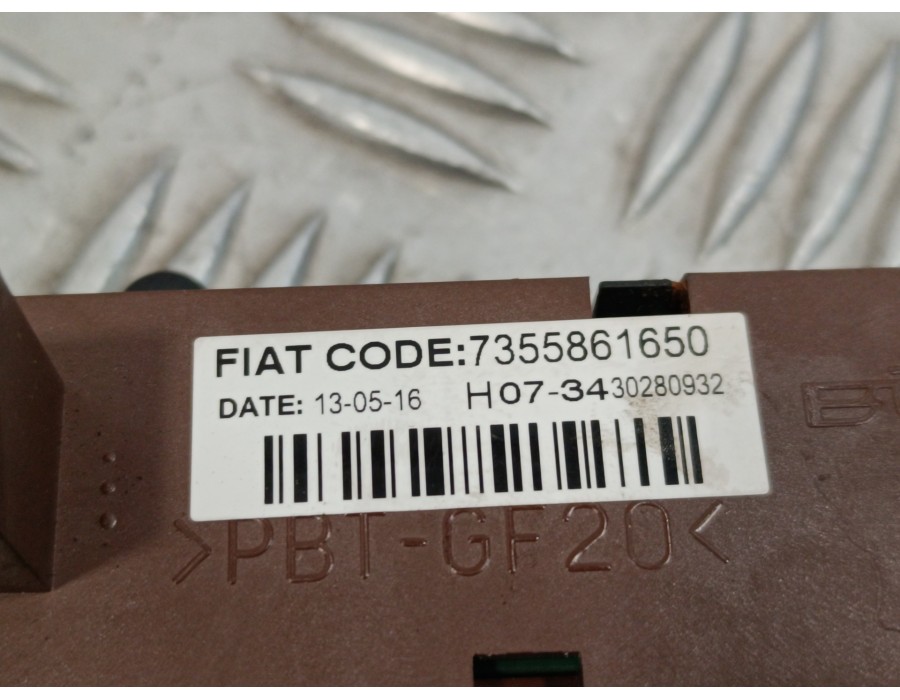 FIAT CODE:7355861650
DATE: 13-05-16 H07-3430280932
>PBT-GF20<